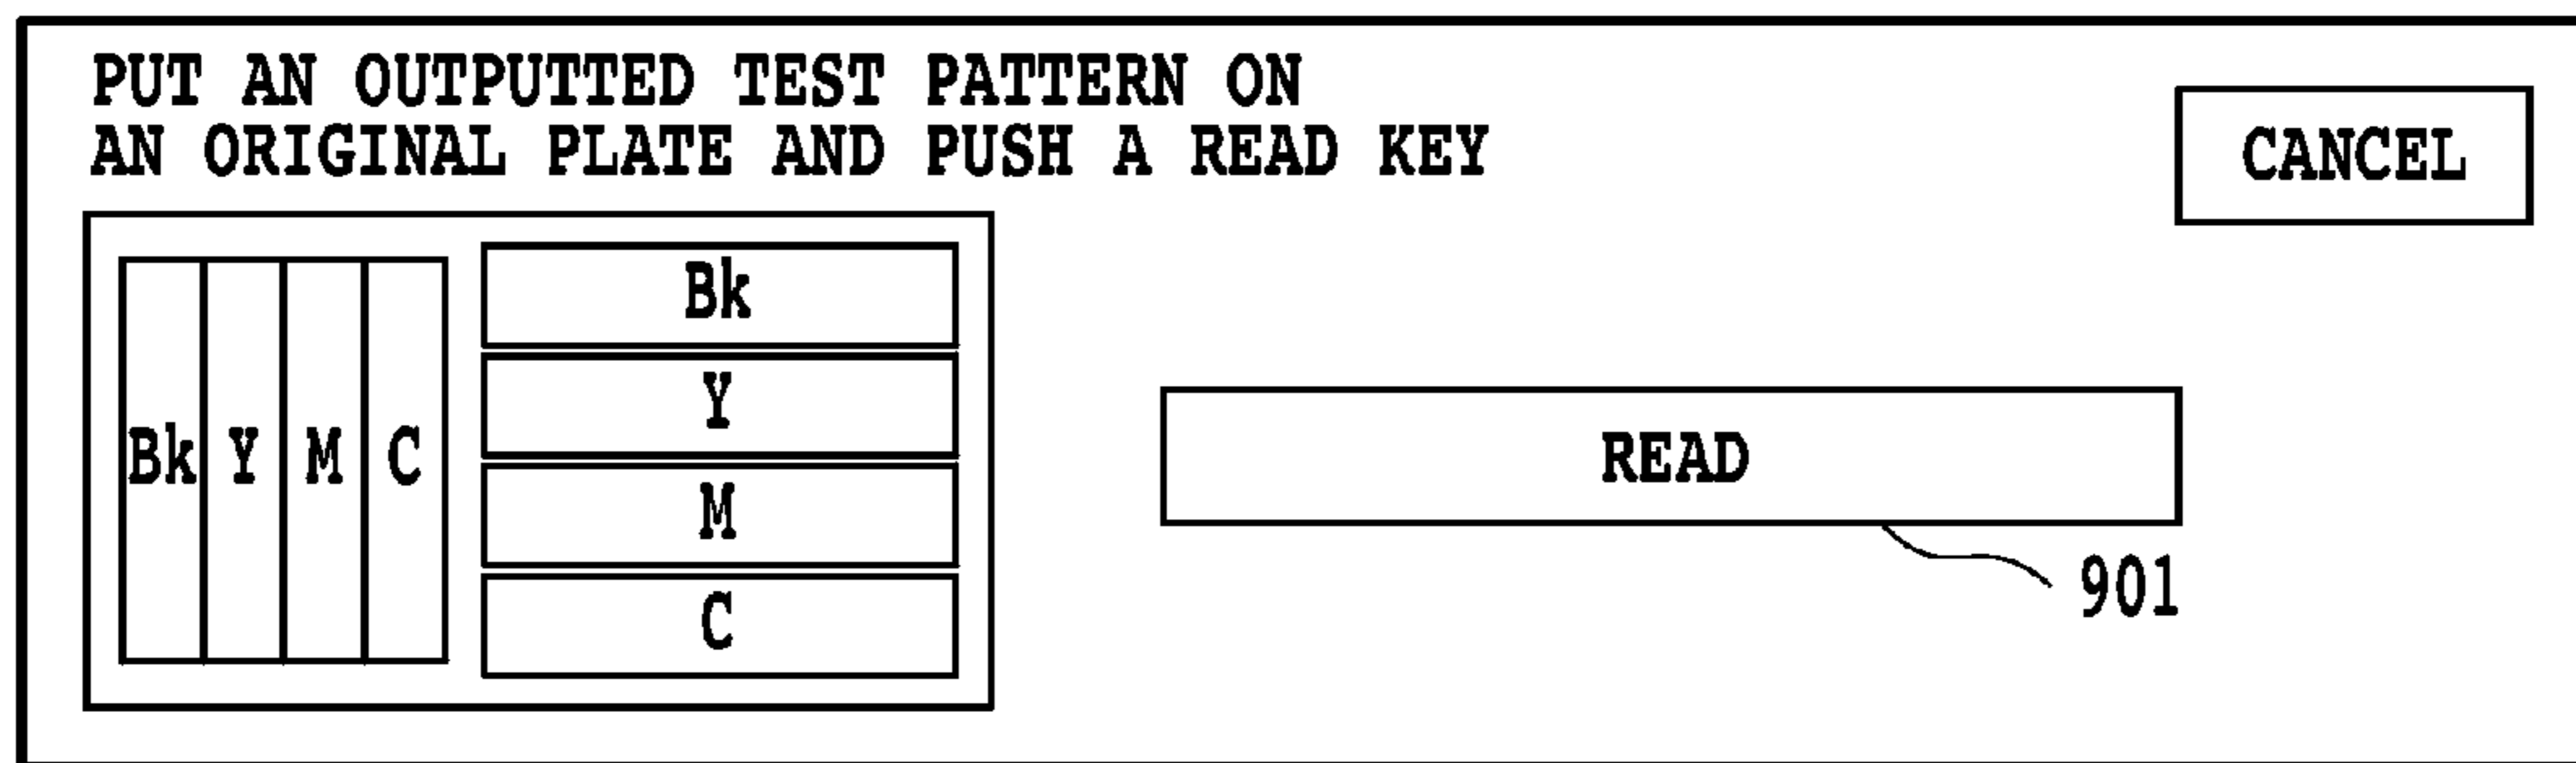 PUT AN OUTPUTTED TEST PATTERN ON
AN ORIGINAL PLATE AND PUSH A READ KEY
CANCEL
Bk Y M C
Bk
Y
M
C
READ
901